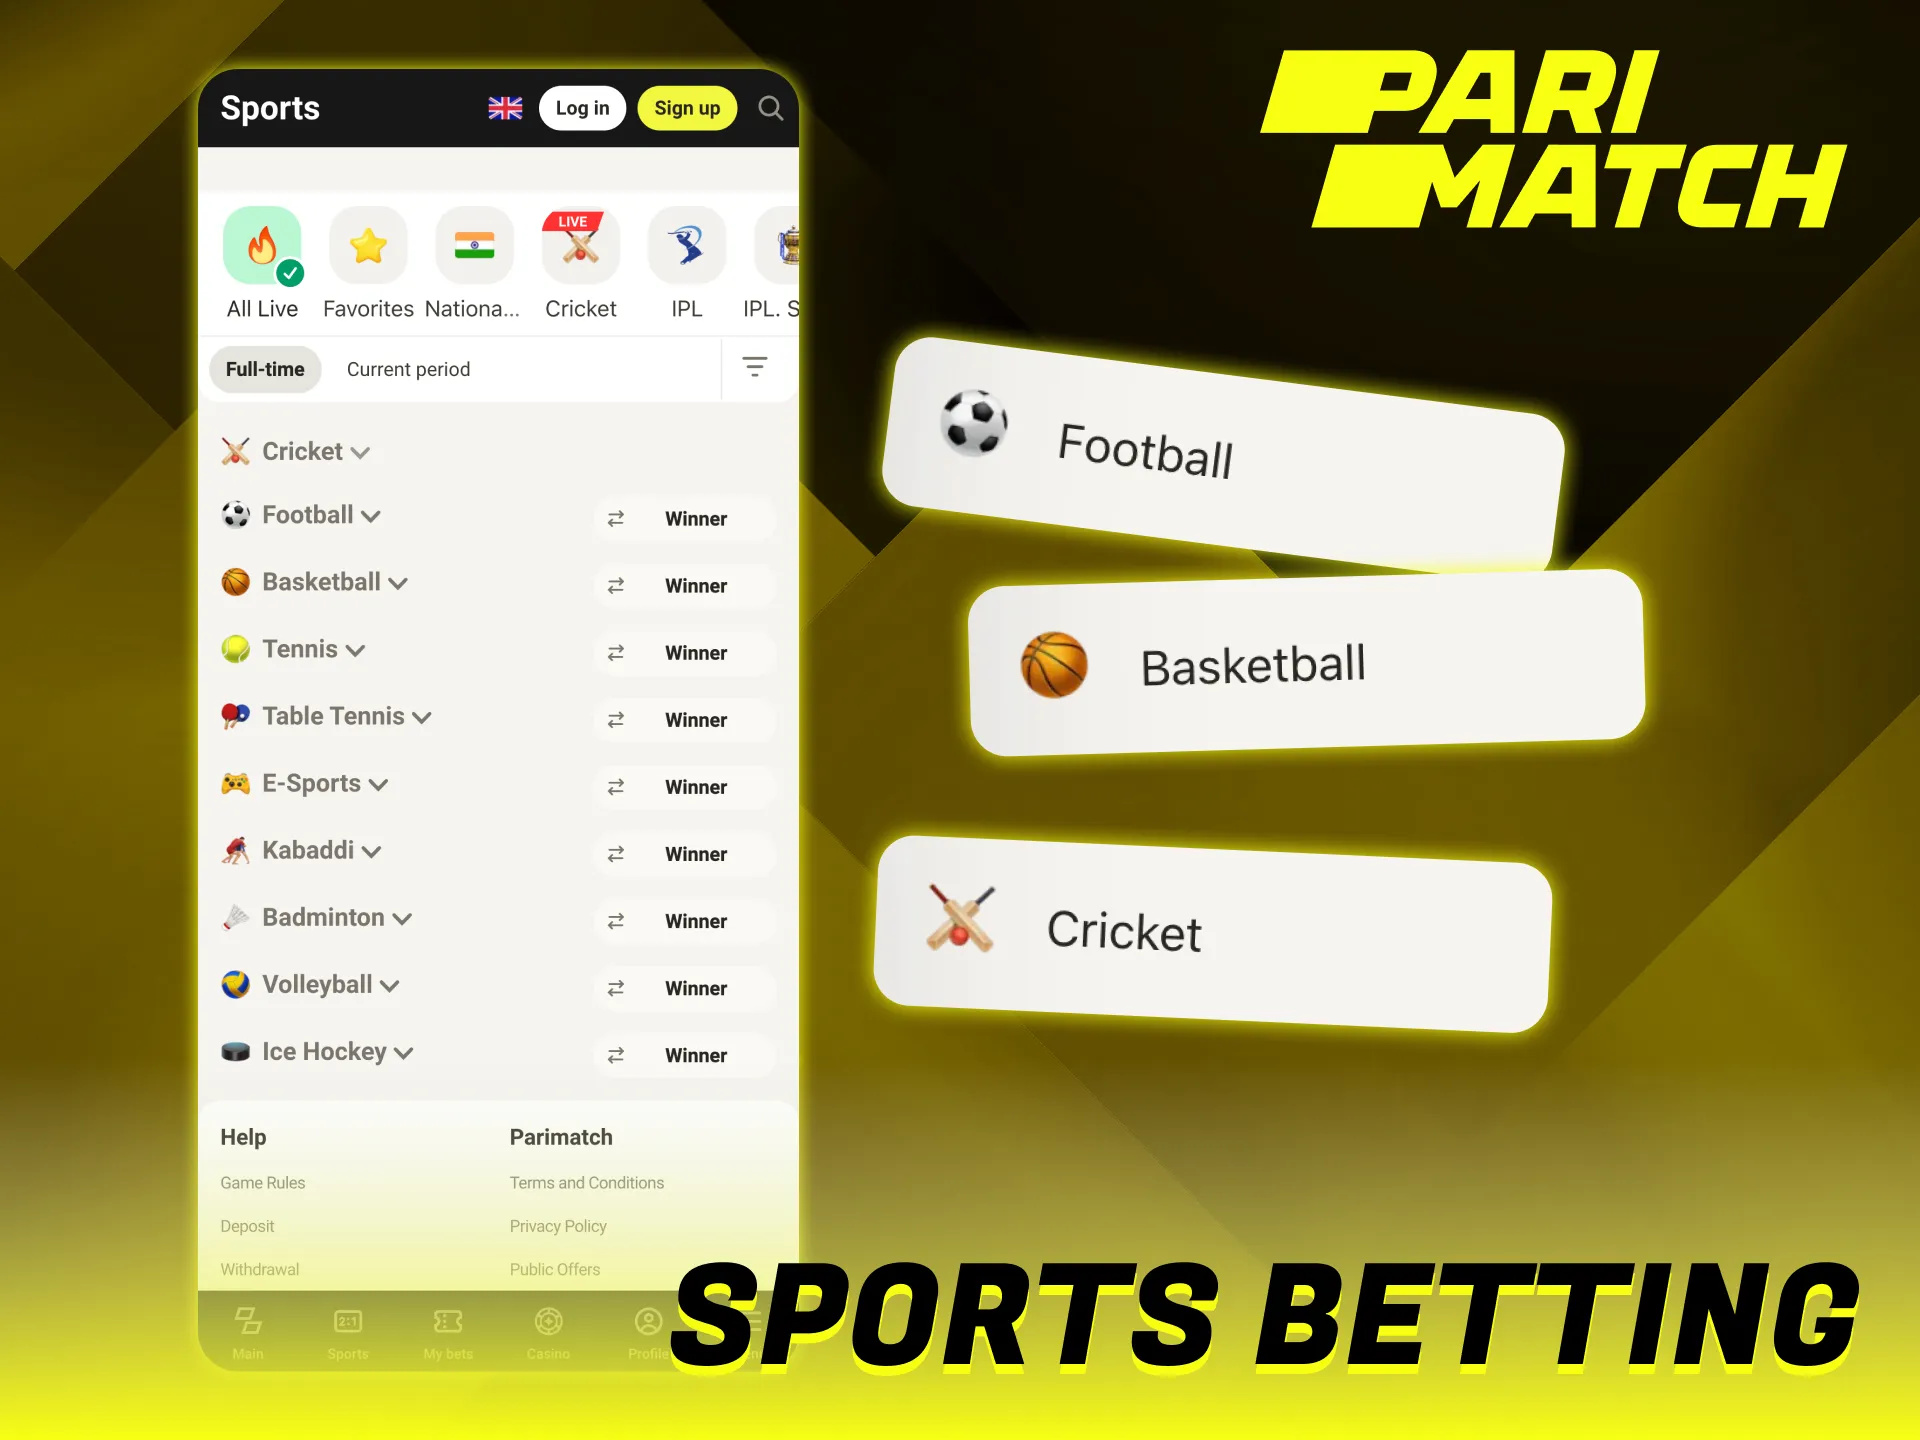 PARI
MATCH
Sports
Log in
Sign up
LIVE
All Live
Favorites
Nationa...
Cricket
IPL
IPL. S
Full-time
Current period
Cricket
Football
Winner
Basketball
Winner
Tennis
Winner
Table Tennis
Winner
E-Sports
Winner
Kabaddi
Winner
Badminton
Winner
Volleyball
Winner
Ice Hockey
Winner
Help
Parimatch
Game Rules
Terms and Conditions
Deposit
Privacy Policy
Withdrawal
Public Offers
2:1
Main
Sports
My bets
Casino
Profile
Football
Basketball
Cricket
SPORTS BETTING